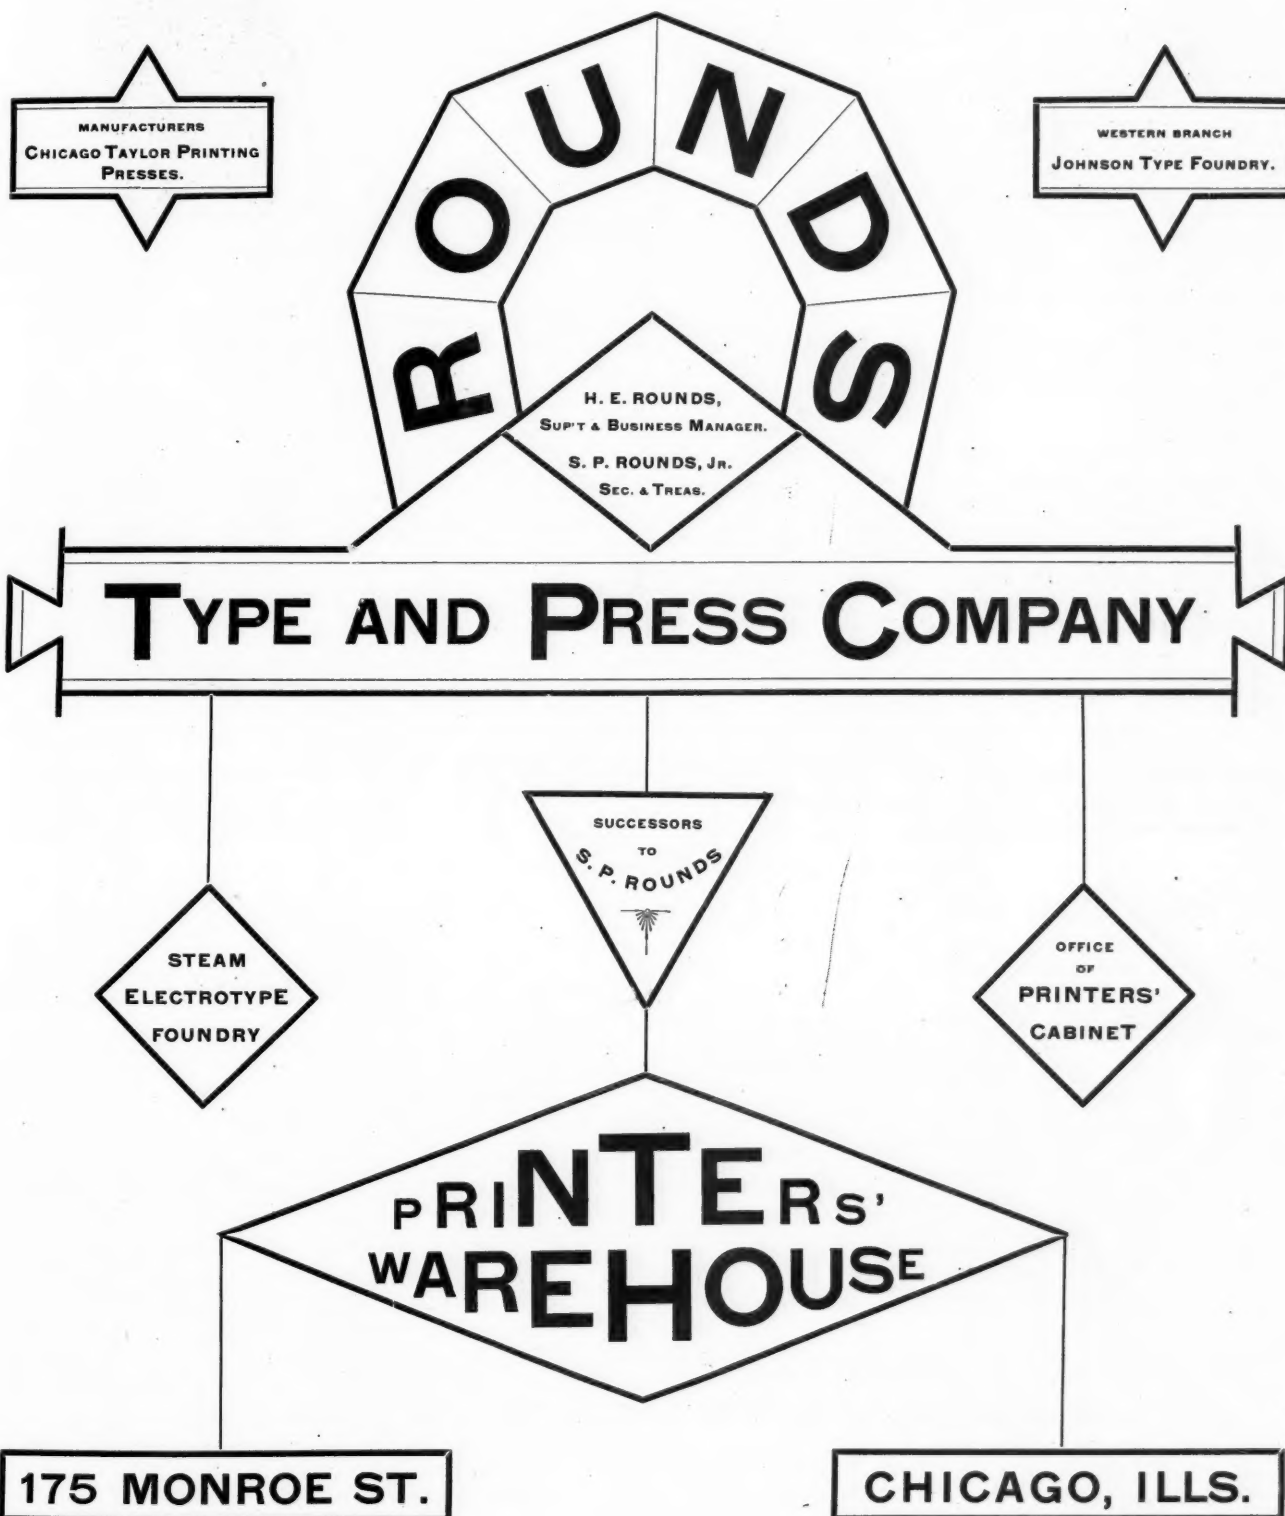 MANUFACTURERS
CHICAGO TAYLOR PRINTING
PRESSES.
WESTERN BRANCH
JOHNSON TYPE FOUNDRY.
ROUNDS
H. E. ROUNDS,
SUP'T & BUSINESS MANAGER.
S. P. ROUNDS, JR.
SEC. & TREAS.
TYPE AND PRESS COMPANY
SUCCESSORS
TO
S. P. ROUNDS
STEAM
ELECTROTYPE
FOUNDRY
OFFICE
OF
PRINTERS'
CABINET
PRINTERS'
WAREHOUSE
175 MONROE ST.
CHICAGO, ILLS.